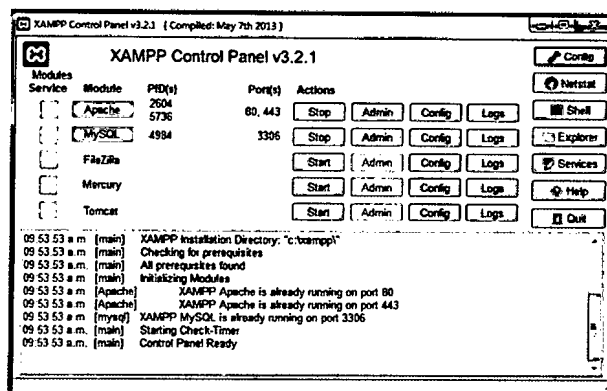 XAMPP Control Panel v3.2.1 ( Compiled: May 7th 2013 )
XAMPP Control Panel v3.2.1
Config
Modules
Service Module PID(s) Port(s) Actions
Netstat
Apache 2604 5736 80, 443 Stop Admin Config Logs
Shell
MySQL 4984 3306 Stop Admin Config Logs
Explorer
FileZilla Start Admin Config Logs
Services
Mercury Start Admin Config Logs
Help
Tomcat Start Admin Config Logs
Quit
09:53:53 a.m. [main] XAMPP Installation Directory: "c:\xampp\"
09:53:53 a.m. [main] Checking for prerequisites
09:53:53 a.m. [main] All prerequisites found
09:53:53 a.m. [main] Initializing Modules
09:53:53 a.m. [Apache] XAMPP Apache is already running on port 80
09:53:53 a.m. [Apache] XAMPP Apache is already running on port 443
09:53:53 a.m. [mysql] XAMPP MySQL is already running on port 3306
09:53:53 a.m. [main] Starting Check-Timer
09:53:53 a.m. [main] Control Panel Ready